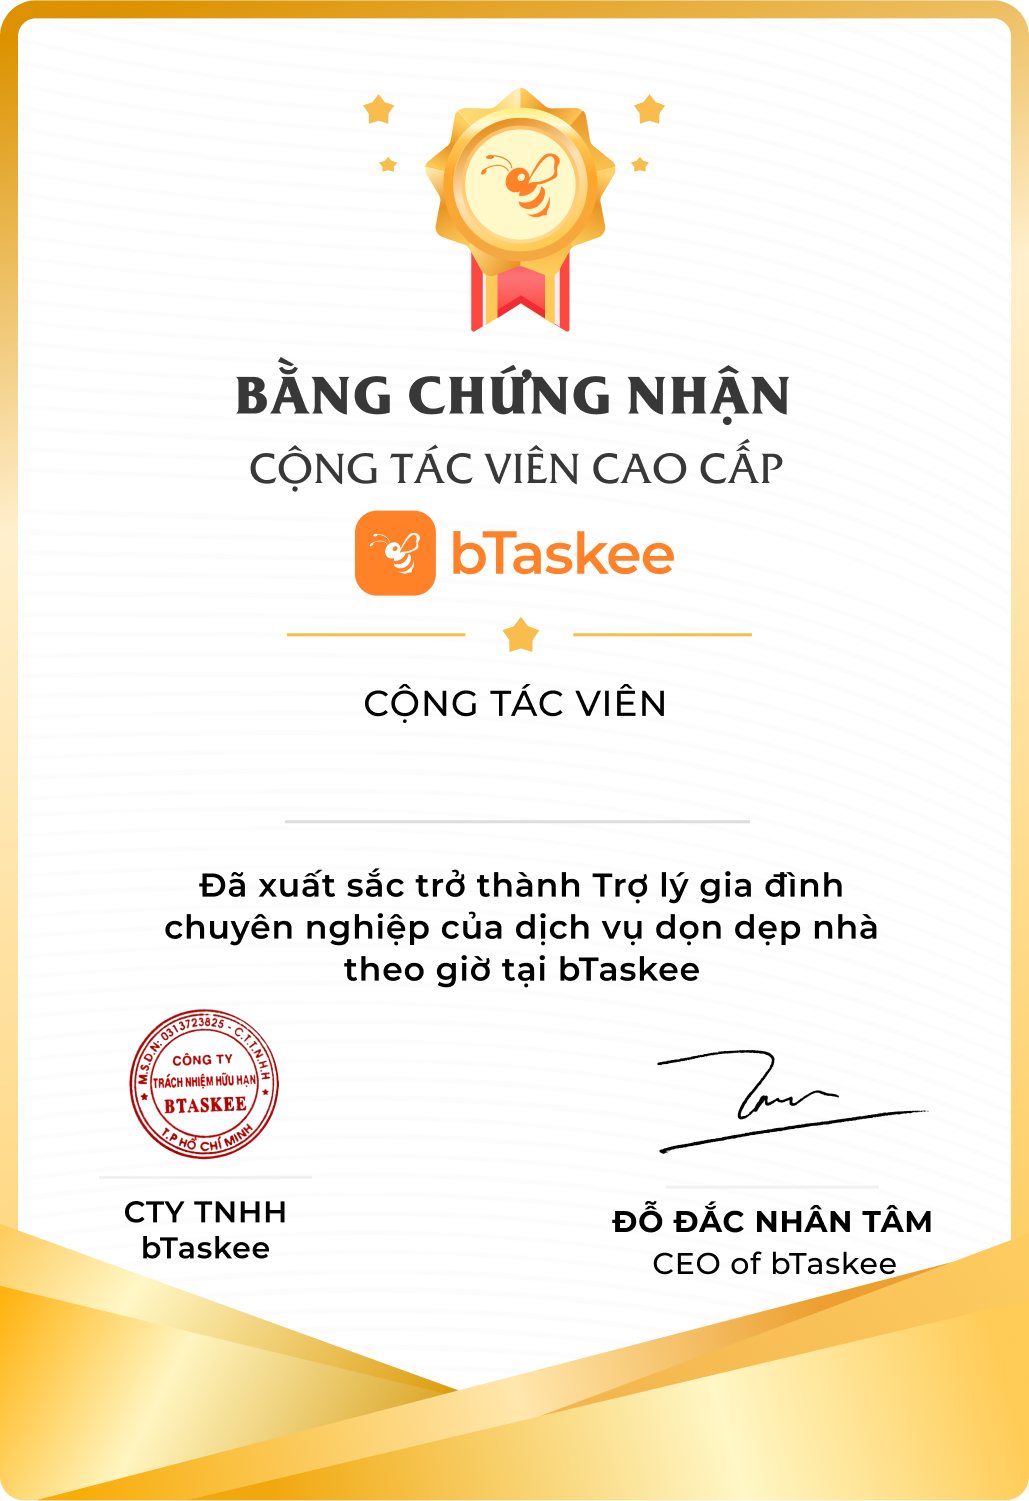 BẰNG CHỨNG NHẬN
CỘNG TÁC VIÊN CAO CẤP
bTaskee
CỘNG TÁC VIÊN
Đã xuất sắc trở thành Trợ lý gia đình
chuyên nghiệp của dịch vụ dọn dẹp nhà
theo giờ tại bTaskee
M.S.D.N: 0313723825 - C.T.T.N.H.H
CÔNG TY
TRÁCH NHIỆM HỮU HẠN
BTASKEE
T.P HỒ CHÍ MINH
CTY TNHH
bTaskee
ĐỖ ĐẮC NHÂN TÂM
CEO of bTaskee